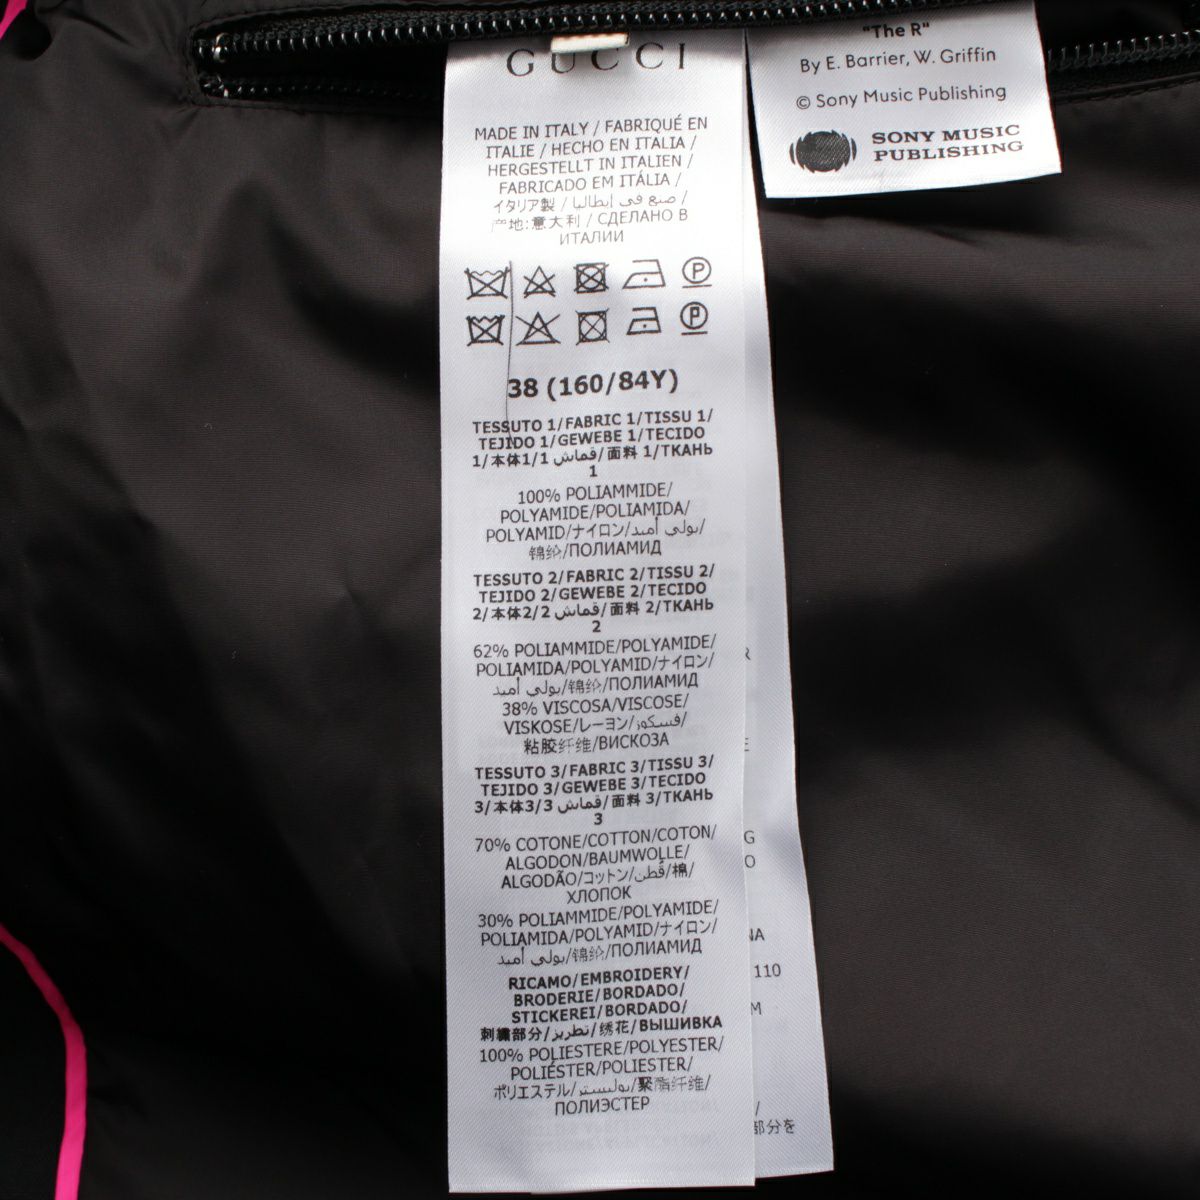 GUCCI
MADE IN ITALY / FABRIQUÉ EN
ITALIE / HECHO EN ITALIA /
HERGESTELLT IN ITALIEN /
FABRICADO EM ITÁLIA /
イタリア製 / صنع في إيطاليا /
产地:意大利 / СДЕЛАНО В
ИТАЛИИ
38 (160/84Y)
TESSUTO 1/FABRIC 1/TISSU 1/
TEJIDO 1/GEWEBE 1/TECIDO
1/本体1/1 قماش/面料 1/ТКАНЬ
1
100% POLIAMMIDE/
POLYAMIDE/POLIAMIDA/
POLYAMID/ナイロン/بولي أميد/
锦纶/ПОЛИАМИД
TESSUTO 2/FABRIC 2/TISSU 2/
TEJIDO 2/GEWEBE 2/TECIDO
2/本体2/2 قماش/面料 2/ТКАНЬ
2
62% POLIAMMIDE/POLYAMIDE/
POLIAMIDA/POLYAMID/ナイロン/
بولي أميد/锦纶/ПОЛИАМИД
38% VISCOSA/VISCOSE/
VISKOSE/レーヨン/فسكوز/
粘胶纤维/ВИСКОЗА
TESSUTO 3/FABRIC 3/TISSU 3/
TEJIDO 3/GEWEBE 3/TECIDO
3/本体3/3 قماش/面料 3/ТКАНЬ
3
70% COTONE/COTTON/COTON/
ALGODON/BAUMWOLLE/
ALGODÃO/コットン/قطن/棉/
ХЛОПОК
30% POLIAMMIDE/POLYAMIDE/
POLIAMIDA/POLYAMID/ナイロン/
بولي أميد/锦纶/ПОЛИАМИД
RICAMO/EMBROIDERY/
BRODERIE/BORDADO/
STICKEREI/BORDADO/
刺繍部分/تطريز/绣花/ВЫШИВКА
100% POLIESTERE/POLYESTER/
POLIÉSTER/POLIESTER/
ポリエステル/بوليستر/聚酯纤维/
ПОЛИЭСТЕР
"The R"
By E. Barrier, W. Griffin
© Sony Music Publishing
SONY MUSIC
PUBLISHING
R
E
G
O
NA
110
M
/
部分を